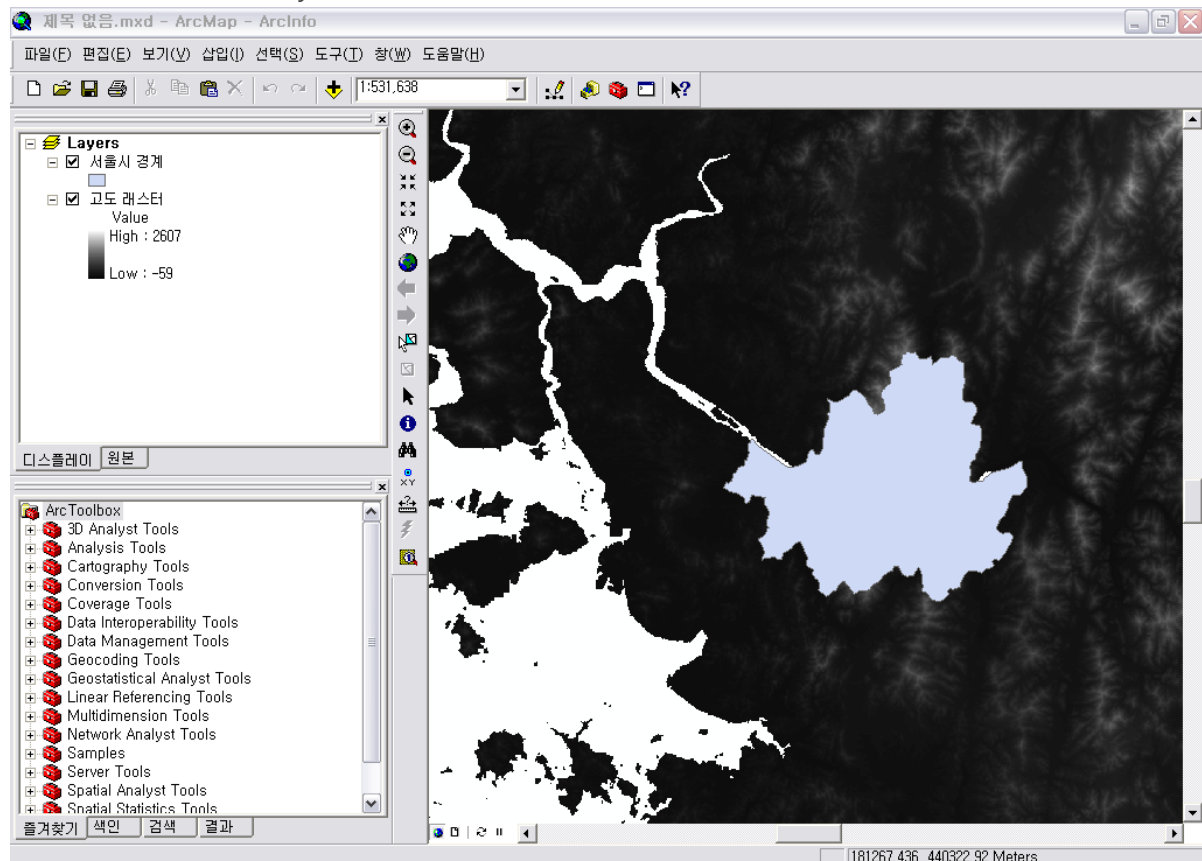 제목 없음.mxd - ArcMap - ArcInfo
파일(F) 편집(E) 보기(V) 삽입(I) 선택(S) 도구(T) 창(W) 도움말(H)
1:531,638
Layers
서울시 경계
고도 래스터
Value
High : 2607
Low : -59
디스플레이 원본
ArcToolbox
3D Analyst Tools
Analysis Tools
Cartography Tools
Conversion Tools
Coverage Tools
Data Interoperability Tools
Data Management Tools
Geocoding Tools
Geostatistical Analyst Tools
Linear Referencing Tools
Multidimension Tools
Network Analyst Tools
Samples
Server Tools
Spatial Analyst Tools
Spatial Statistics Tools
즐겨찾기 색인 검색 결과
XY
181267.436 440322.92 Meters